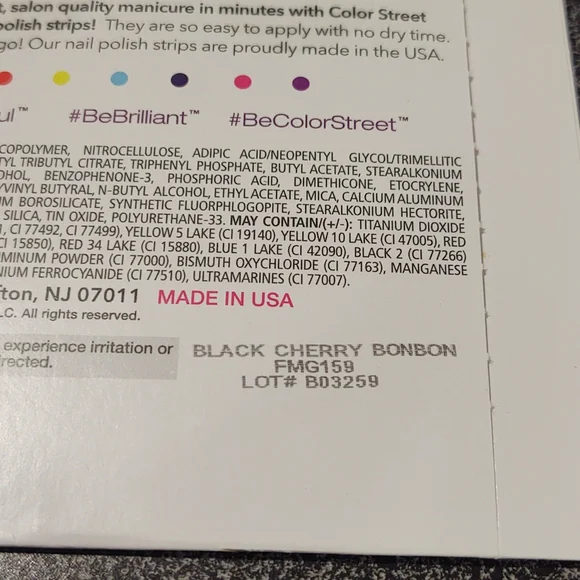 , salon quality manicure in minutes with Color Street
polish strips! They are so easy to apply with no dry time.
go! Our nail polish strips are proudly made in the USA.
ul™ #BeBrilliant™ #BeColorStreet™
COPOLYMER, NITROCELLULOSE, ADIPIC ACID/NEOPENTYL GLYCOL/TRIMELLITIC
TYL TRIBUTYL CITRATE, TRIPHENYL PHOSPHATE, BUTYL ACETATE, STEARALKONIUM
OHOL, BENZOPHENONE-3, PHOSPHORIC ACID, DIMETHICONE, ETOCRYLENE,
YVINYL BUTYRAL, N-BUTYL ALCOHOL, ETHYL ACETATE, MICA, CALCIUM ALUMINUM
UM BOROSILICATE, SYNTHETIC FLUORPHLOGOPITE, STEARALKONIUM HECTORITE,
SILICA, TIN OXIDE, POLYURETHANE-33. MAY CONTAIN/(+/-): TITANIUM DIOXIDE
1, CI 77492, CI 77499), YELLOW 5 LAKE (CI 19140), YELLOW 10 LAKE (CI 47005), RED
CI 15850), RED 34 LAKE (CI 15880), BLUE 1 LAKE (CI 42090), BLACK 2 (CI 77266)
MINUM POWDER (CI 77000), BISMUTH OXYCHLORIDE (CI 77163), MANGANESE
NIUM FERROCYANIDE (CI 77510), ULTRAMARINES (CI 77007).
fton, NJ 07011 MADE IN USA
LC. All rights reserved.
experience irritation or
directed.
BLACK CHERRY BONBON
FMG159
LOT# B03259